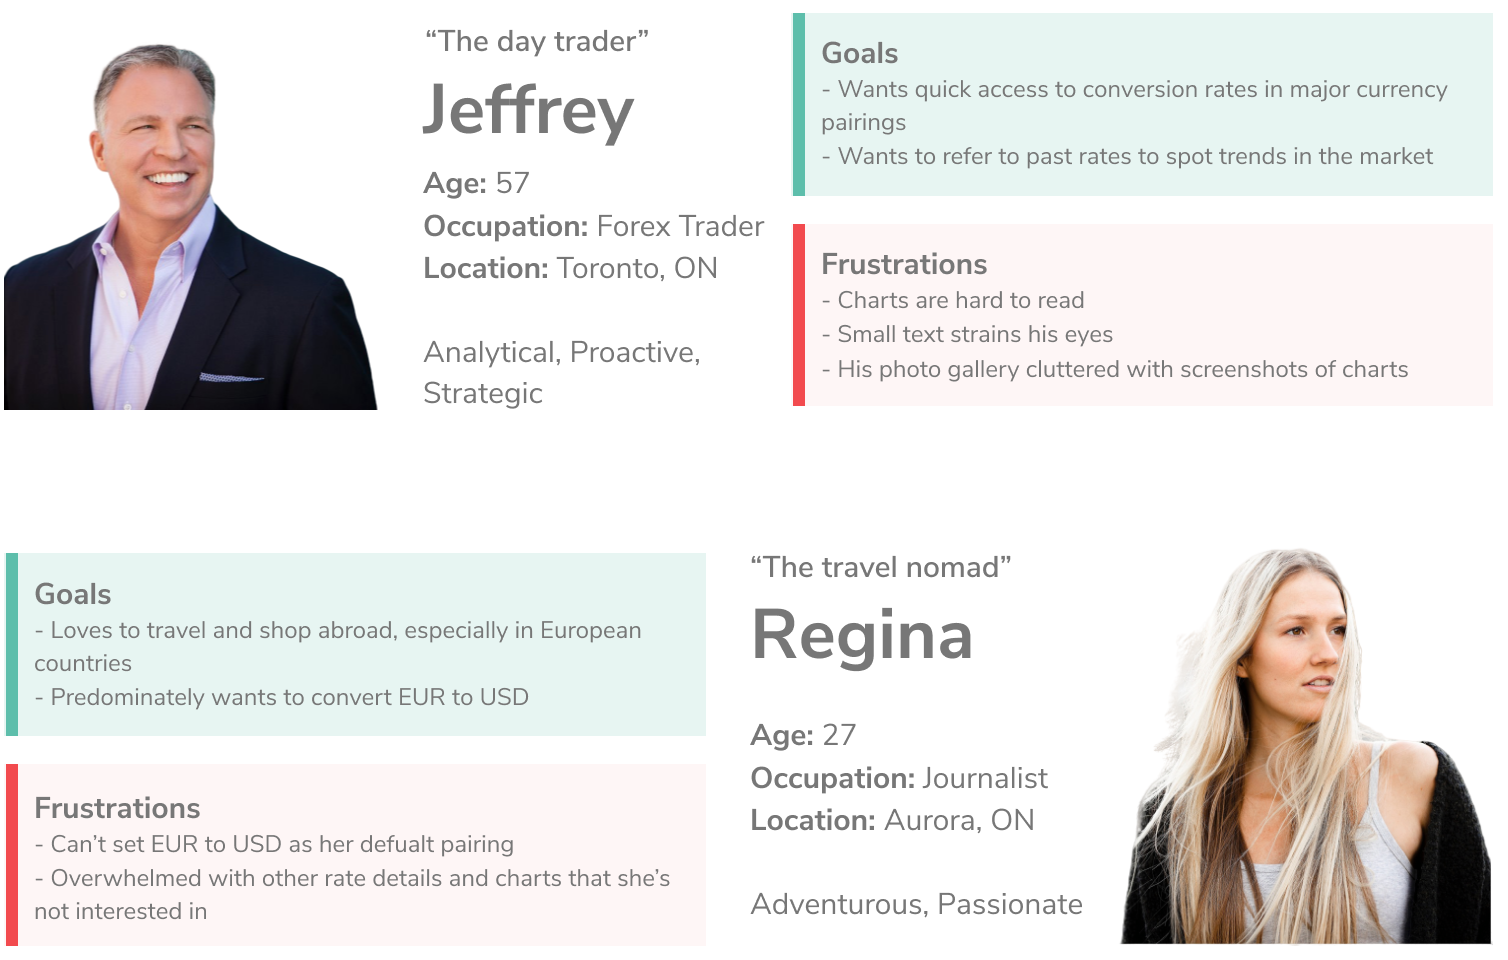 “The day trader”
Jeffrey
Age: 57
Occupation: Forex Trader
Location: Toronto, ON
Analytical, Proactive,
Strategic
Goals
- Wants quick access to conversion rates in major currency
pairings
- Wants to refer to past rates to spot trends in the market
Frustrations
- Charts are hard to read
- Small text strains his eyes
- His photo gallery cluttered with screenshots of charts
Goals
- Loves to travel and shop abroad, especially in European
countries
- Predominately wants to convert EUR to USD
Frustrations
- Can’t set EUR to USD as her defualt pairing
- Overwhelmed with other rate details and charts that she’s
not interested in
“The travel nomad”
Regina
Age: 27
Occupation: Journalist
Location: Aurora, ON
Adventurous, Passionate